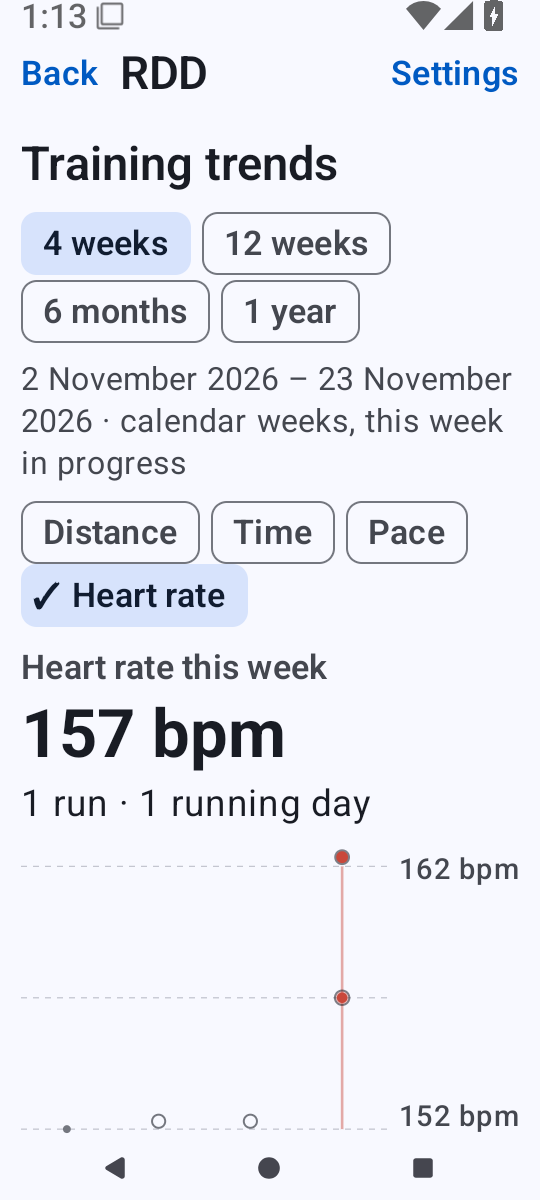 1:13
Back RDD Settings
Training trends
4 weeks 12 weeks
6 months 1 year
2 November 2026 – 23 November
2026 · calendar weeks, this week
in progress
Distance Time Pace
✓ Heart rate
Heart rate this week
157 bpm
1 run · 1 running day
162 bpm
152 bpm